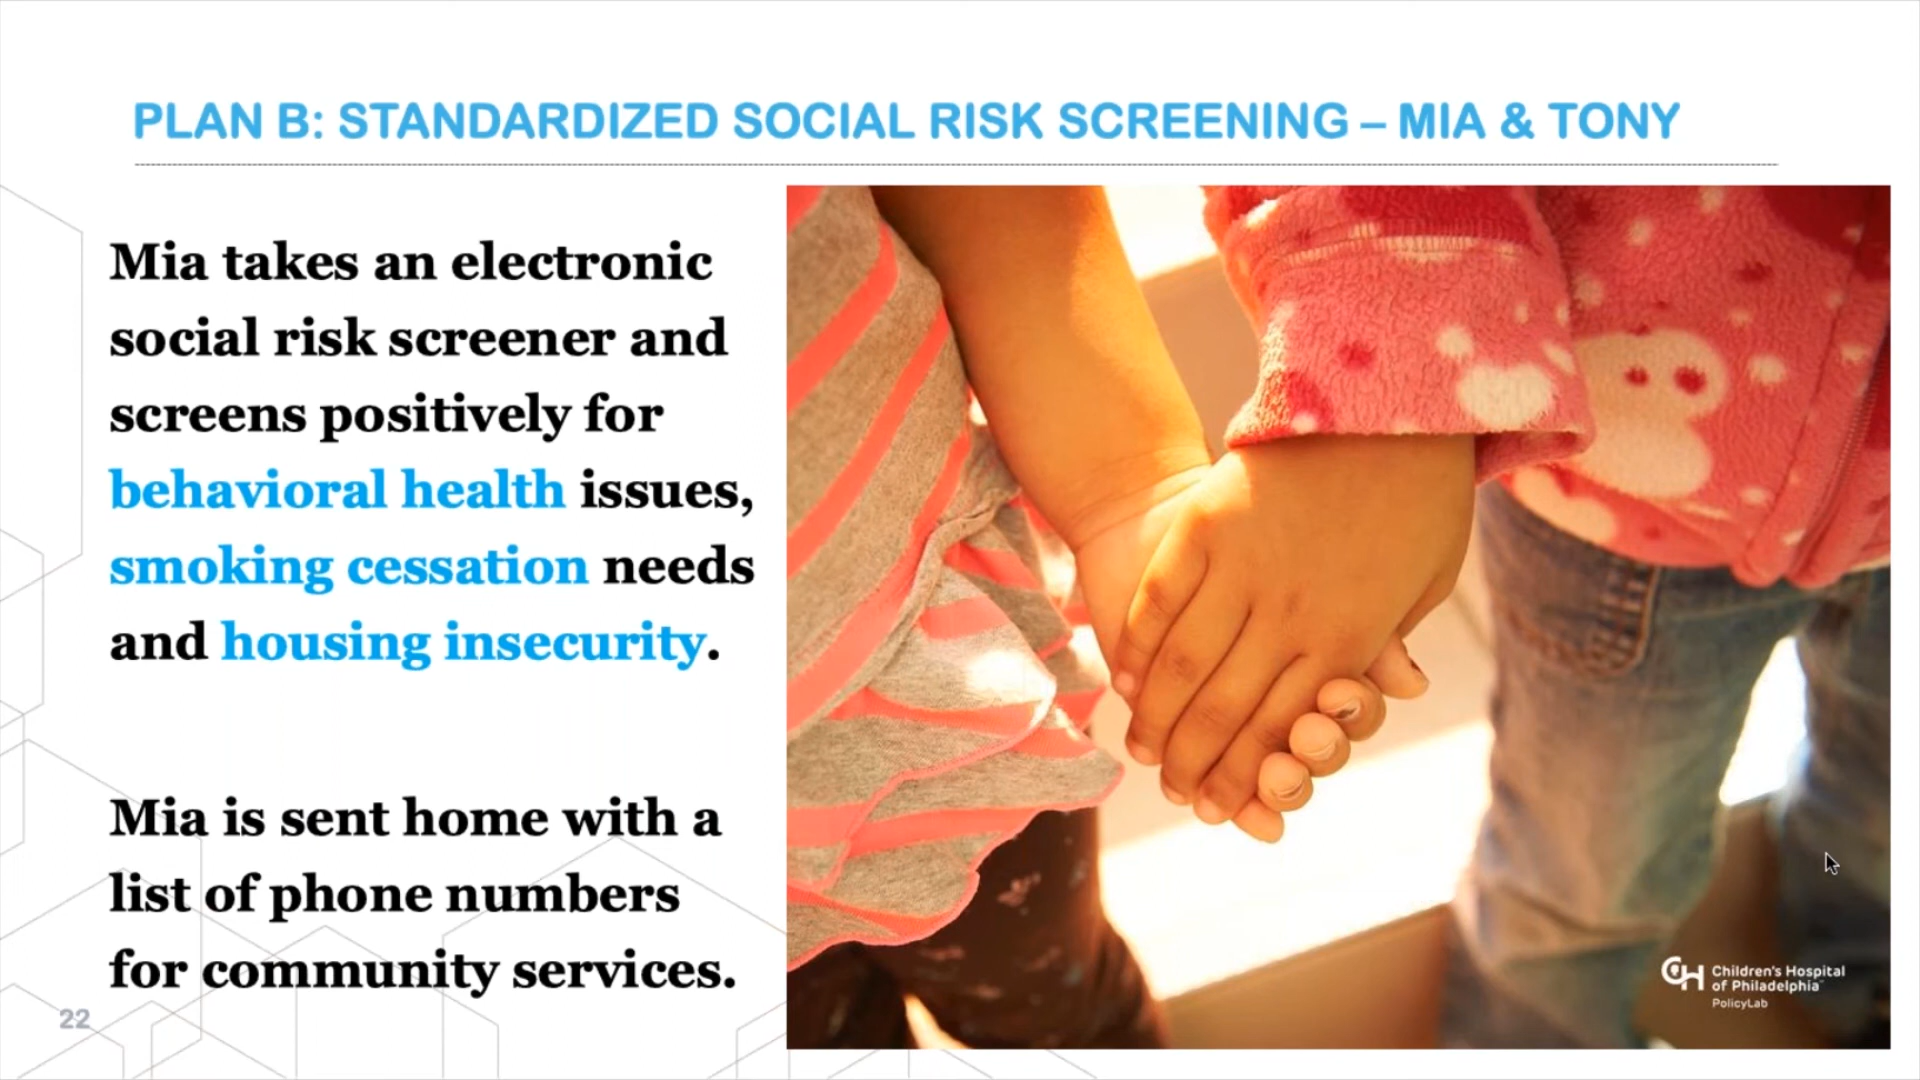 PLAN B: STANDARDIZED SOCIAL RISK SCREENING – MIA & TONY
Mia takes an electronic
social risk screener and
screens positively for
behavioral health issues,
smoking cessation needs
and housing insecurity.
Mia is sent home with a
list of phone numbers
for community services.
22
CH Children's Hospital
of Philadelphia
PolicyLab